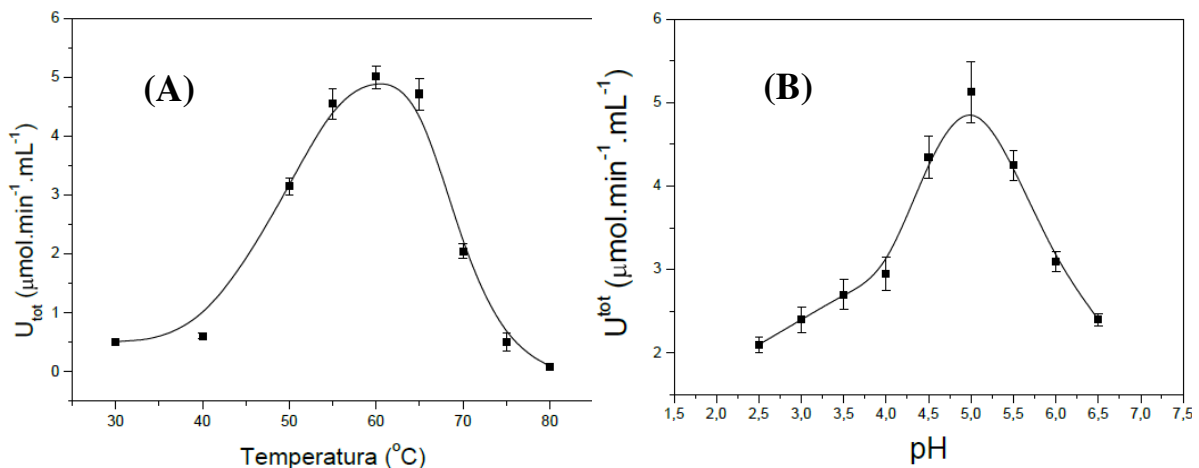 (A)
U_tot (μmol.min⁻¹.mL⁻¹)
6
5
4
3
2
1
0
30 40 50 60 70 80
Temperatura (°C)
(B)
U^tot (μmol.min⁻¹.mL⁻¹)
6
5
4
3
2
1,5 2,0 2,5 3,0 3,5 4,0 4,5 5,0 5,5 6,0 6,5 7,0 7,5
pH